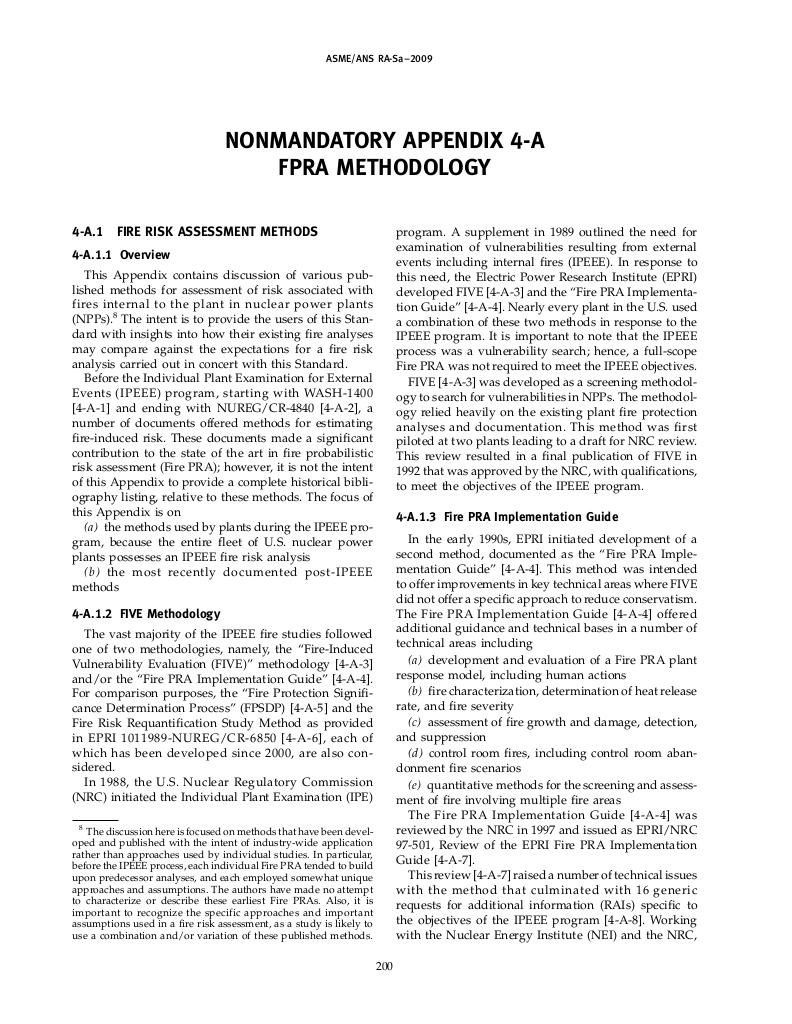 ASME/ANS RA-Sa–2009
NONMANDATORY APPENDIX 4-A
FPRA METHODOLOGY
4-A.1 FIRE RISK ASSESSMENT METHODS
4-A.1.1 Overview
This Appendix contains discussion of various pub-
lished methods for assessment of risk associated with
fires internal to the plant in nuclear power plants
(NPPs).8 The intent is to provide the users of this Stan-
dard with insights into how their existing fire analyses
may compare against the expectations for a fire risk
analysis carried out in concert with this Standard.
Before the Individual Plant Examination for External
Events (IPEEE) program, starting with WASH-1400
[4-A-1] and ending with NUREG/CR-4840 [4-A-2], a
number of documents offered methods for estimating
fire-induced risk. These documents made a significant
contribution to the state of the art in fire probabilistic
risk assessment (Fire PRA); however, it is not the intent
of this Appendix to provide a complete historical bibli-
ography listing, relative to these methods. The focus of
this Appendix is on
(a) the methods used by plants during the IPEEE pro-
gram, because the entire fleet of U.S. nuclear power
plants possesses an IPEEE fire risk analysis
(b) the most recently documented post-IPEEE
methods
4-A.1.2 FIVE Methodology
The vast majority of the IPEEE fire studies followed
one of two methodologies, namely, the “Fire-Induced
Vulnerability Evaluation (FIVE)” methodology [4-A-3]
and/or the “Fire PRA Implementation Guide” [4-A-4].
For comparison purposes, the “Fire Protection Signifi-
cance Determination Process” (FPSDP) [4-A-5] and the
Fire Risk Requantification Study Method as provided
in EPRI 1011989-NUREG/CR-6850 [4-A-6], each of
which has been developed since 2000, are also con-
sidered.
In 1988, the U.S. Nuclear Regulatory Commission
(NRC) initiated the Individual Plant Examination (IPE)
8 The discussion here is focused on methods that have been devel-
oped and published with the intent of industry-wide application
rather than approaches used by individual studies. In particular,
before the IPEEE process, each individual Fire PRA tended to build
upon predecessor analyses, and each employed somewhat unique
approaches and assumptions. The authors have made no attempt
to characterize or describe these earliest Fire PRAs. Also, it is
important to recognize the specific approaches and important
assumptions used in a fire risk assessment, as a study is likely to
use a combination and/or variation of these published methods.
program. A supplement in 1989 outlined the need for
examination of vulnerabilities resulting from external
events including internal fires (IPEEE). In response to
this need, the Electric Power Research Institute (EPRI)
developed FIVE [4-A-3] and the “Fire PRA Implementa-
tion Guide” [4-A-4]. Nearly every plant in the U.S. used
a combination of these two methods in response to the
IPEEE program. It is important to note that the IPEEE
process was a vulnerability search; hence, a full-scope
Fire PRA was not required to meet the IPEEE objectives.
FIVE [4-A-3] was developed as a screening methodol-
ogy to search for vulnerabilities in NPPs. The methodol-
ogy relied heavily on the existing plant fire protection
analyses and documentation. This method was first
piloted at two plants leading to a draft for NRC review.
This review resulted in a final publication of FIVE in
1992 that was approved by the NRC, with qualifications,
to meet the objectives of the IPEEE program.
4-A.1.3 Fire PRA Implementation Guide
In the early 1990s, EPRI initiated development of a
second method, documented as the “Fire PRA Imple-
mentation Guide” [4-A-4]. This method was intended
to offer improvements in key technical areas where FIVE
did not offer a specific approach to reduce conservatism.
The Fire PRA Implementation Guide [4-A-4] offered
additional guidance and technical bases in a number of
technical areas including
(a) development and evaluation of a Fire PRA plant
response model, including human actions
(b) fire characterization, determination of heat release
rate, and fire severity
(c) assessment of fire growth and damage, detection,
and suppression
(d) control room fires, including control room aban-
donment fire scenarios
(e) quantitative methods for the screening and assess-
ment of fire involving multiple fire areas
The Fire PRA Implementation Guide [4-A-4] was
reviewed by the NRC in 1997 and issued as EPRI/NRC
97-501, Review of the EPRI Fire PRA Implementation
Guide [4-A-7].
This review [4-A-7] raised a number of technical issues
with the method that culminated with 16 generic
requests for additional information (RAIs) specific to
the objectives of the IPEEE program [4-A-8]. Working
with the Nuclear Energy Institute (NEI) and the NRC,
200